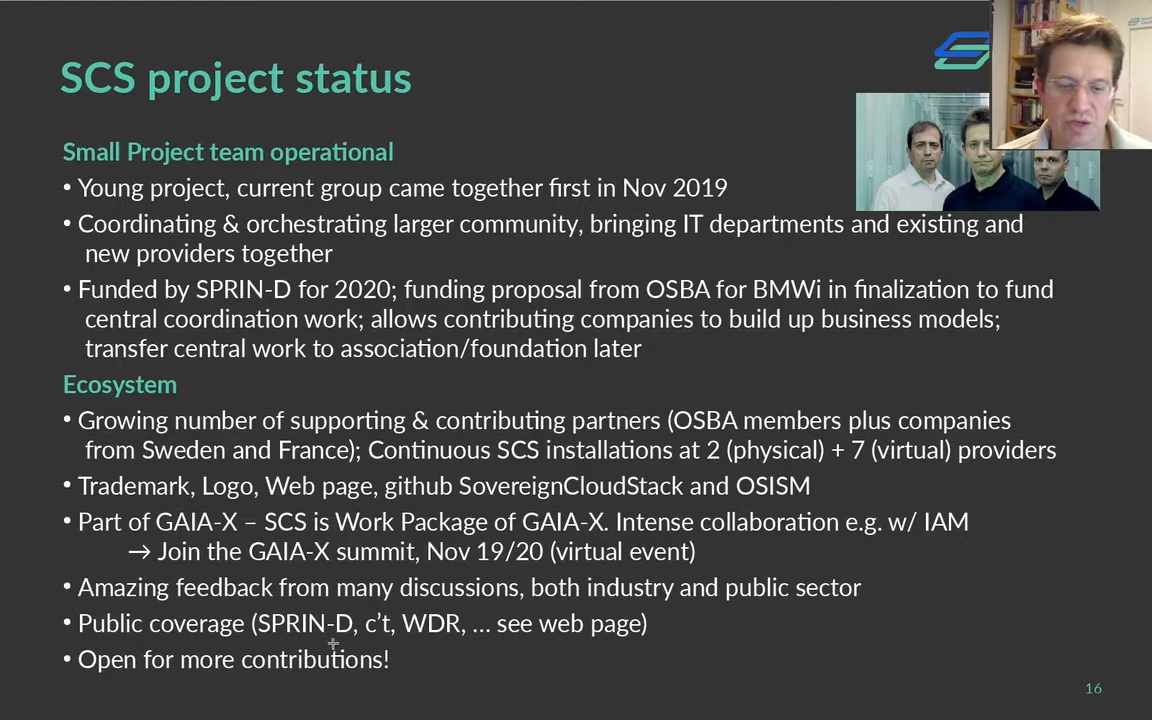 SCS project status
Small Project team operational
• Young project, current group came together first in Nov 2019
• Coordinating & orchestrating larger community, bringing IT departments and existing and
new providers together
• Funded by SPRIN-D for 2020; funding proposal from OSBA for BMWi in finalization to fund
central coordination work; allows contributing companies to build up business models;
transfer central work to association/foundation later
Ecosystem
• Growing number of supporting & contributing partners (OSBA members plus companies
from Sweden and France); Continuous SCS installations at 2 (physical) + 7 (virtual) providers
• Trademark, Logo, Web page, github SovereignCloudStack and OSISM
• Part of GAIA-X – SCS is Work Package of GAIA-X. Intense collaboration e.g. w/ IAM
→ Join the GAIA-X summit, Nov 19/20 (virtual event)
• Amazing feedback from many discussions, both industry and public sector
• Public coverage (SPRIN-D, c’t, WDR, … see web page)
• Open for more contributions!
16